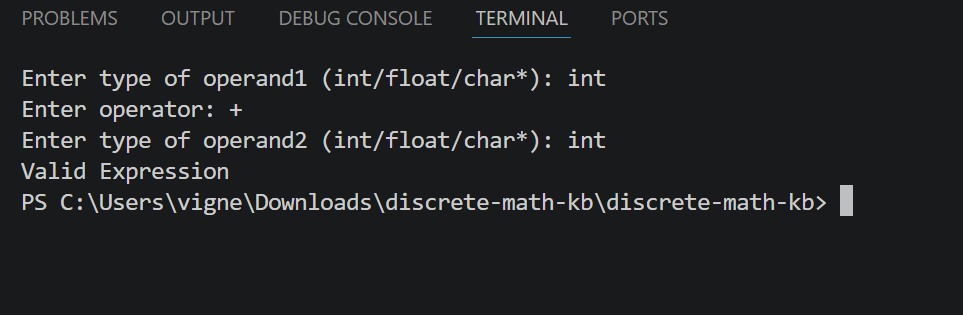 PROBLEMS OUTPUT DEBUG CONSOLE TERMINAL PORTS
Enter type of operand1 (int/float/char*): int
Enter operator: +
Enter type of operand2 (int/float/char*): int
Valid Expression
PS C:\Users\vigne\Downloads\discrete-math-kb\discrete-math-kb>